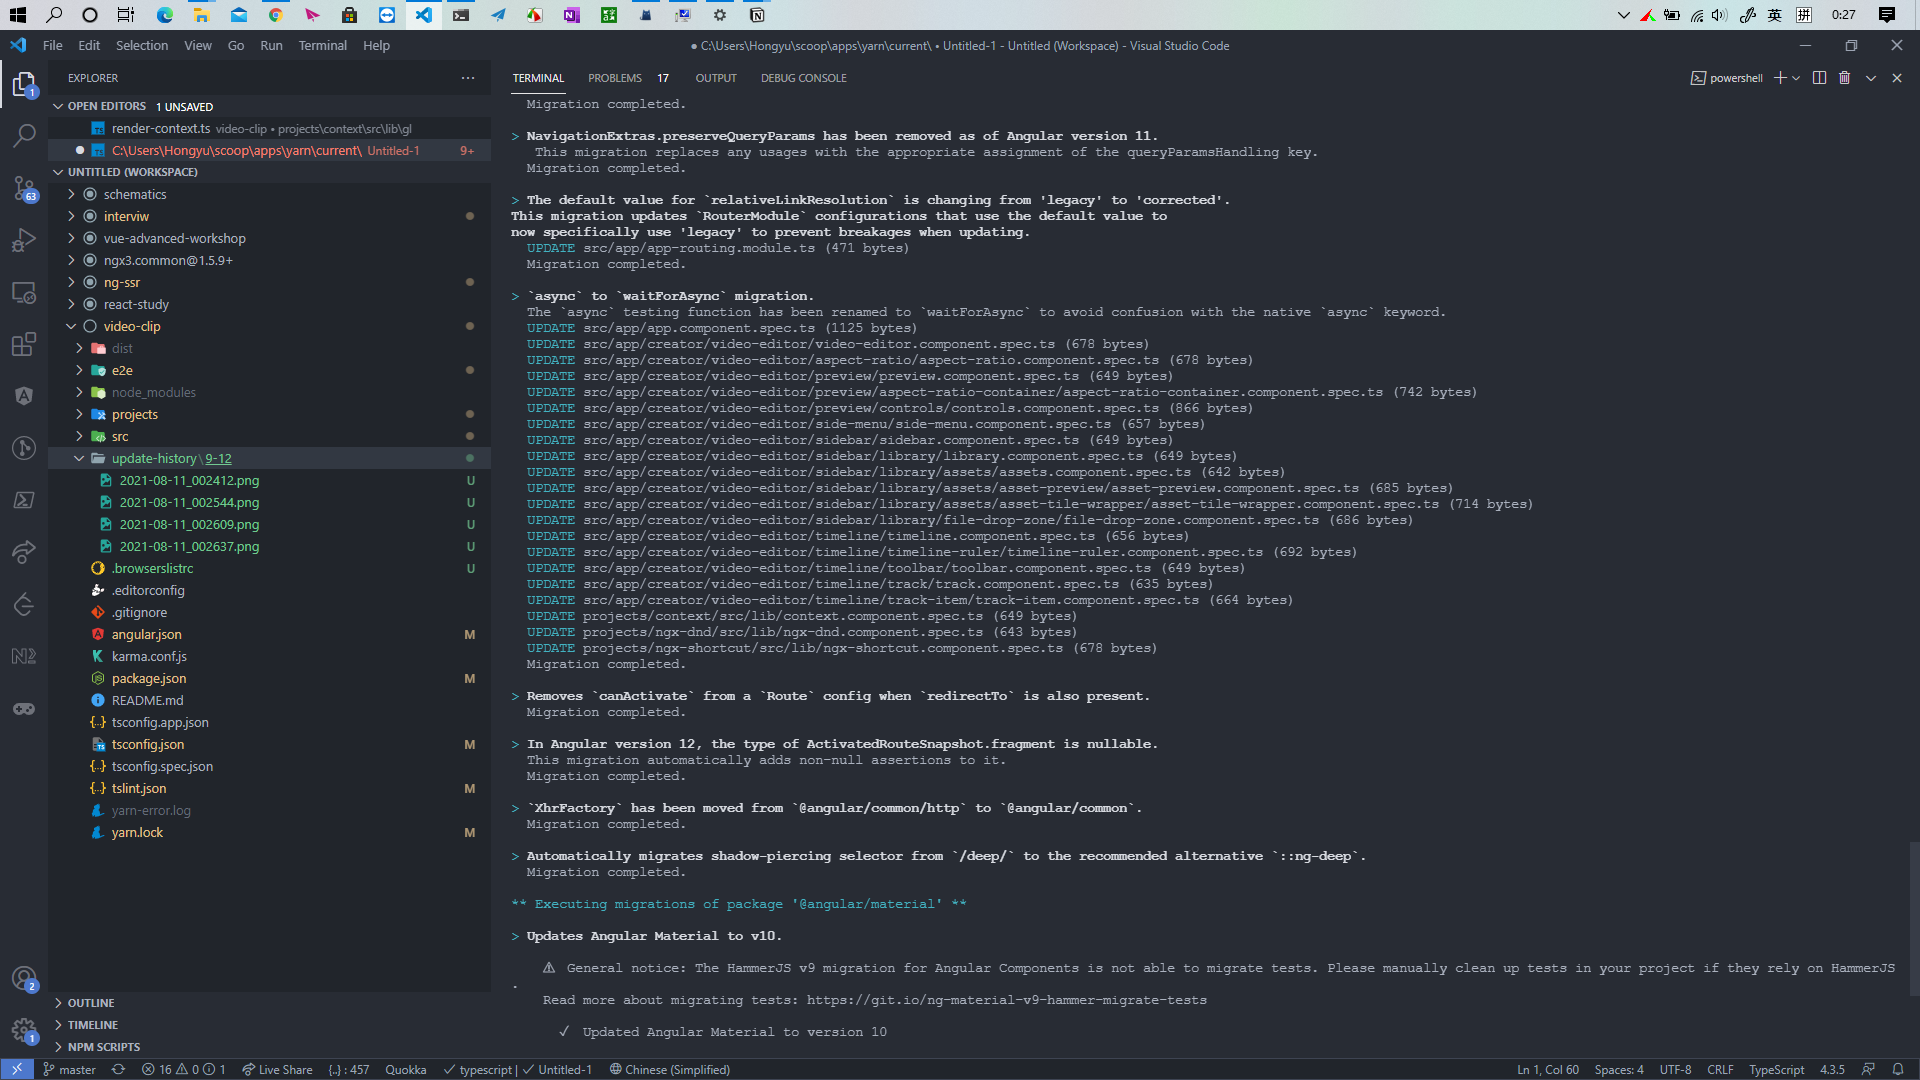 英
拼
0:27
File Edit Selection View Go Run Terminal Help
● C:\Users\Hongyu\scoop\apps\yarn\current\ • Untitled-1 - Untitled (Workspace) - Visual Studio Code
EXPLORER
OPEN EDITORS 1 UNSAVED
render-context.ts video-clip • projects\context\src\lib\gl
C:\Users\Hongyu\scoop\apps\yarn\current\ Untitled-1 9+
UNTITLED (WORKSPACE)
schematics
interviw
vue-advanced-workshop
ngx3.common@1.5.9+
ng-ssr
react-study
video-clip
dist
e2e
node_modules
projects
src
update-history\9-12
2021-08-11_002412.png U
2021-08-11_002544.png U
2021-08-11_002609.png U
2021-08-11_002637.png U
.browserslistrc U
.editorconfig
.gitignore
angular.json M
karma.conf.js
package.json M
README.md
tsconfig.app.json
tsconfig.json M
tsconfig.spec.json
tslint.json M
yarn-error.log
yarn.lock M
OUTLINE
TIMELINE
NPM SCRIPTS
1
63
2
1
TERMINAL PROBLEMS 17 OUTPUT DEBUG CONSOLE
powershell
Migration completed.
> NavigationExtras.preserveQueryParams has been removed as of Angular version 11.
This migration replaces any usages with the appropriate assignment of the queryParamsHandling key.
Migration completed.
> The default value for `relativeLinkResolution` is changing from 'legacy' to 'corrected'.
This migration updates `RouterModule` configurations that use the default value to
now specifically use 'legacy' to prevent breakages when updating.
UPDATE src/app/app-routing.module.ts (471 bytes)
Migration completed.
> `async` to `waitForAsync` migration.
The `async` testing function has been renamed to `waitForAsync` to avoid confusion with the native `async` keyword.
UPDATE src/app/app.component.spec.ts (1125 bytes)
UPDATE src/app/creator/video-editor/video-editor.component.spec.ts (678 bytes)
UPDATE src/app/creator/video-editor/aspect-ratio/aspect-ratio.component.spec.ts (678 bytes)
UPDATE src/app/creator/video-editor/preview/preview.component.spec.ts (649 bytes)
UPDATE src/app/creator/video-editor/preview/aspect-ratio-container/aspect-ratio-container.component.spec.ts (742 bytes)
UPDATE src/app/creator/video-editor/preview/controls/controls.component.spec.ts (866 bytes)
UPDATE src/app/creator/video-editor/side-menu/side-menu.component.spec.ts (657 bytes)
UPDATE src/app/creator/video-editor/sidebar/sidebar.component.spec.ts (649 bytes)
UPDATE src/app/creator/video-editor/sidebar/library/library.component.spec.ts (649 bytes)
UPDATE src/app/creator/video-editor/sidebar/library/assets/assets.component.spec.ts (642 bytes)
UPDATE src/app/creator/video-editor/sidebar/library/assets/asset-preview/asset-preview.component.spec.ts (685 bytes)
UPDATE src/app/creator/video-editor/sidebar/library/assets/asset-tile-wrapper/asset-tile-wrapper.component.spec.ts (714 bytes)
UPDATE src/app/creator/video-editor/sidebar/library/file-drop-zone/file-drop-zone.component.spec.ts (686 bytes)
UPDATE src/app/creator/video-editor/timeline/timeline.component.spec.ts (656 bytes)
UPDATE src/app/creator/video-editor/timeline/timeline-ruler/timeline-ruler.component.spec.ts (692 bytes)
UPDATE src/app/creator/video-editor/timeline/toolbar/toolbar.component.spec.ts (649 bytes)
UPDATE src/app/creator/video-editor/timeline/track/track.component.spec.ts (635 bytes)
UPDATE src/app/creator/video-editor/timeline/track-item/track-item.component.spec.ts (664 bytes)
UPDATE projects/context/src/lib/context.component.spec.ts (649 bytes)
UPDATE projects/ngx-dnd/src/lib/ngx-dnd.component.spec.ts (643 bytes)
UPDATE projects/ngx-shortcut/src/lib/ngx-shortcut.component.spec.ts (678 bytes)
Migration completed.
> Removes `canActivate` from a `Route` config when `redirectTo` is also present.
Migration completed.
> In Angular version 12, the type of ActivatedRouteSnapshot.fragment is nullable.
This migration automatically adds non-null assertions to it.
Migration completed.
> `XhrFactory` has been moved from `@angular/common/http` to `@angular/common`.
Migration completed.
> Automatically migrates shadow-piercing selector from `/deep/` to the recommended alternative `::ng-deep`.
Migration completed.
** Executing migrations of package '@angular/material' **
> Updates Angular Material to v10.
⚠ General notice: The HammerJS v9 migration for Angular Components is not able to migrate tests. Please manually clean up tests in your project if they rely on HammerJS
.
Read more about migrating tests: https://git.io/ng-material-v9-hammer-migrate-tests
✓ Updated Angular Material to version 10
master 16 0 1 Live Share {..} : 457 Quokka ✓ typescript | ✓ Untitled-1 Chinese (Simplified) Ln 1, Col 60 Spaces: 4 UTF-8 CRLF TypeScript 4.3.5